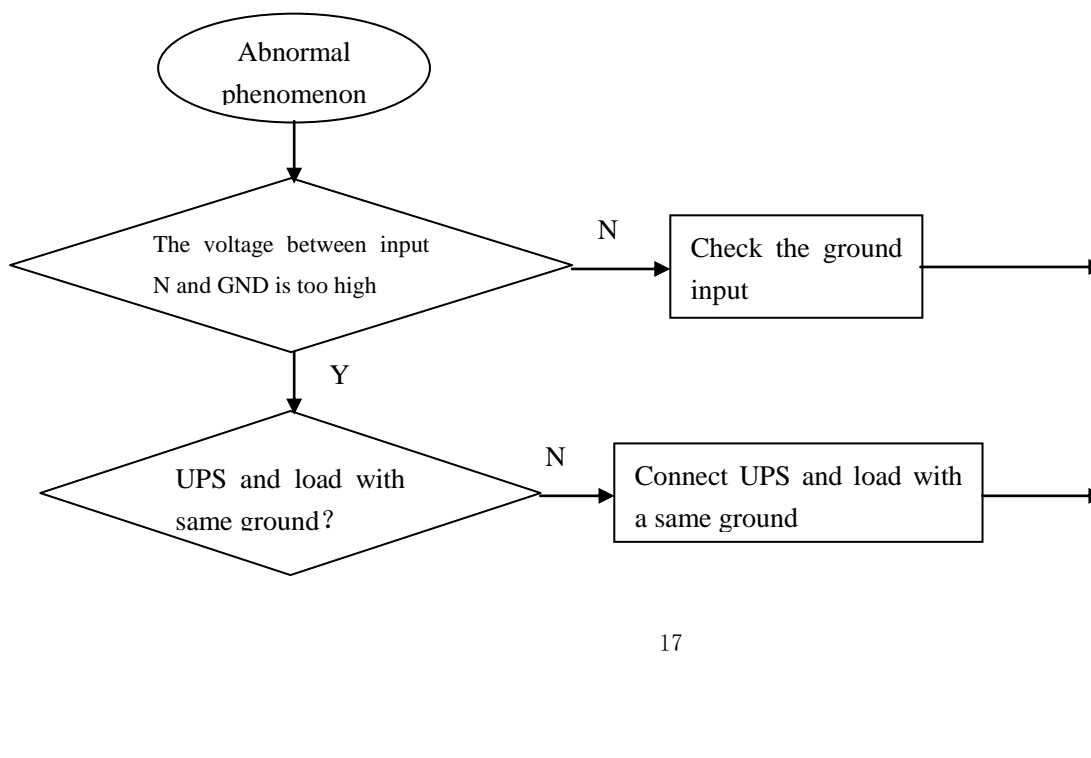 Abnormal
phenomenon
The voltage between input
N and GND is too high
N
Check the ground
input
Y
UPS and load with
same ground？
N
Connect UPS and load with
a same ground
17